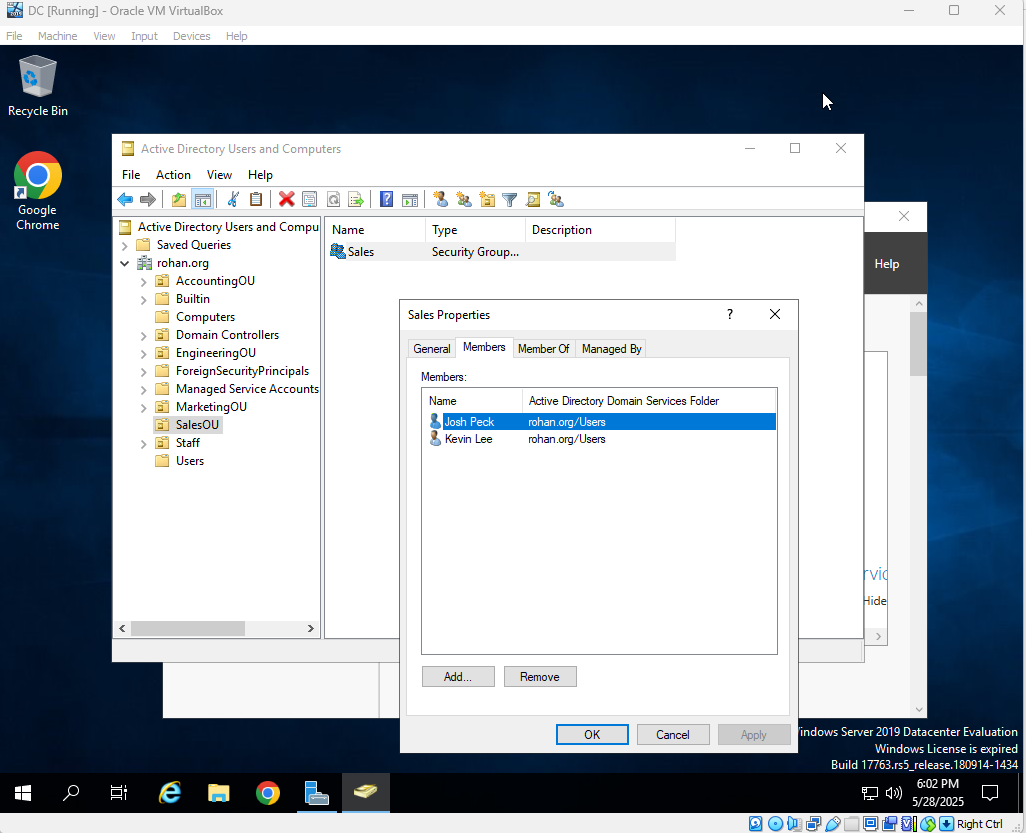 DC [Running] - Oracle VM VirtualBox
File Machine View Input Devices Help
Recycle Bin
Google
Chrome
Active Directory Users and Computers
File Action View Help
Active Directory Users and Compu
Saved Queries
rohan.org
AccountingOU
Builtin
Computers
Domain Controllers
EngineeringOU
ForeignSecurityPrincipals
Managed Service Accounts
MarketingOU
SalesOU
Staff
Users
Name Type Description
Sales Security Group...
Help
Hide
Sales Properties
?
General Members Member Of Managed By
Members:
Name Active Directory Domain Services Folder
Josh Peck rohan.org/Users
Kevin Lee rohan.org/Users
Add... Remove
OK Cancel Apply
indows Server 2019 Datacenter Evaluation
Windows License is expired
Build 17763.rs5_release.180914-1434
6:02 PM
5/28/2025
Right Ctrl